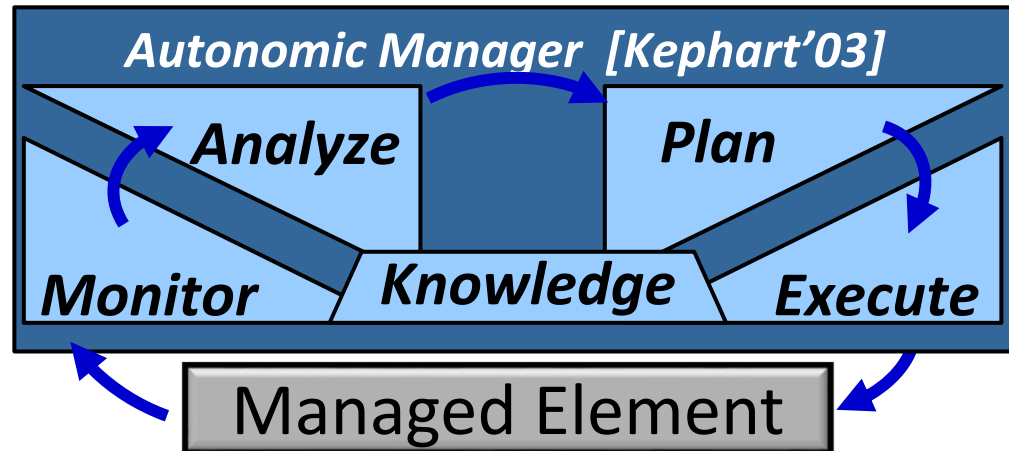 Autonomic Manager [Kephart’03]
Analyze
Plan
Monitor
Knowledge
Execute
Managed Element